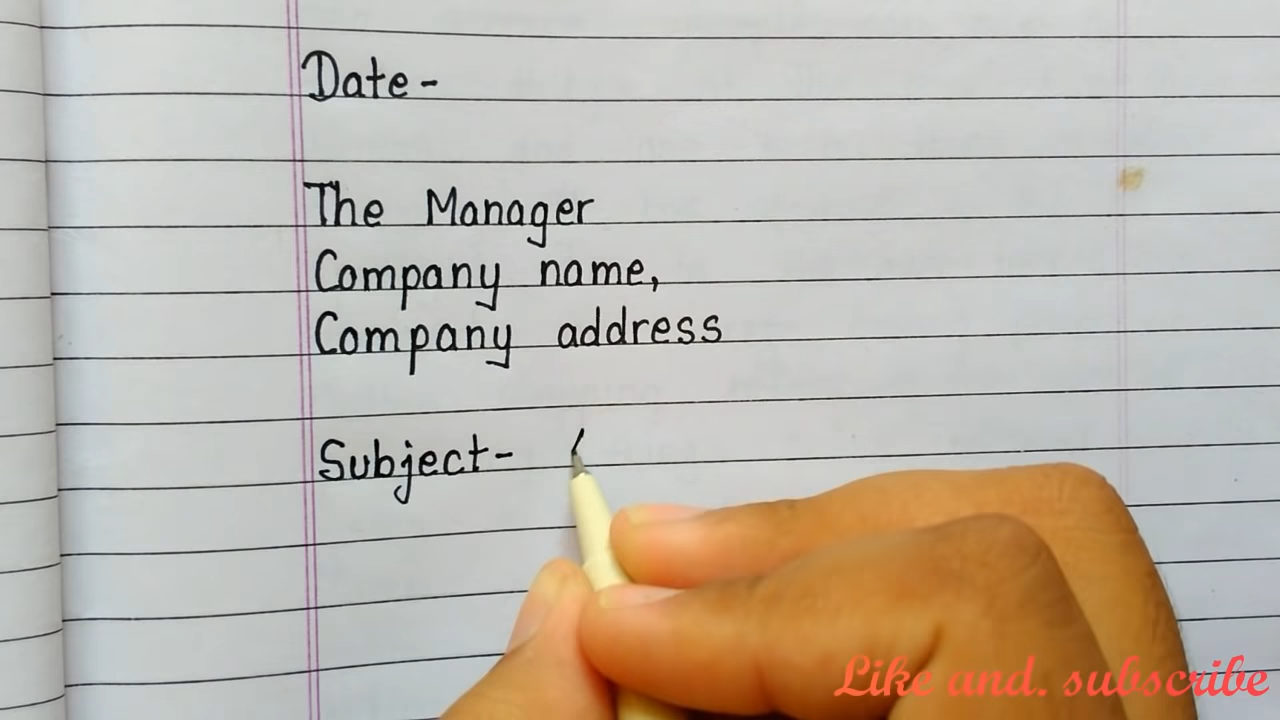 Date -
The Manager
Company name,
Company address
Subject -
Like and. subscribe